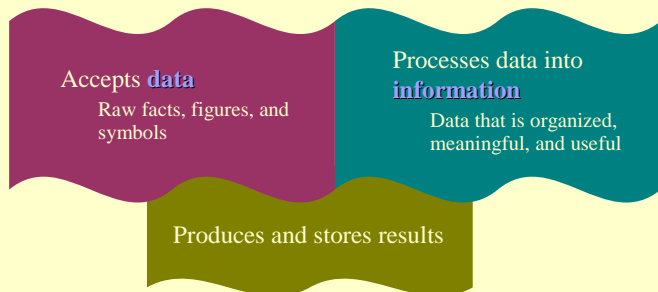 Accepts data
Raw facts, figures, and
symbols
Processes data into
information
Data that is organized,
meaningful, and useful
Produces and stores results